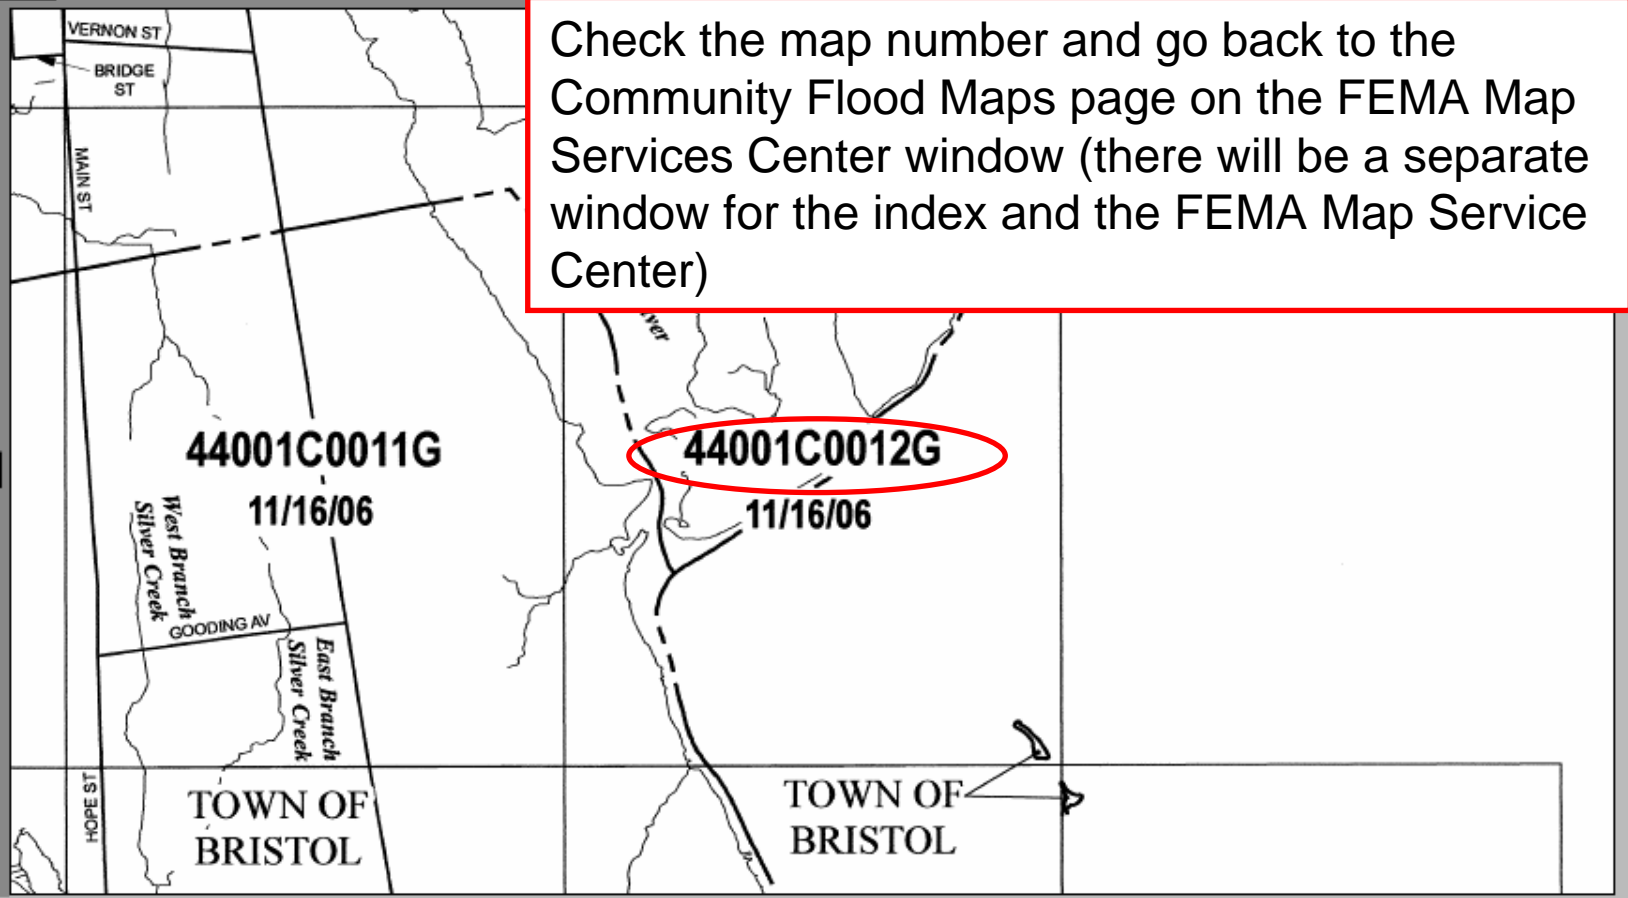 Check the map number and go back to the
Community Flood Maps page on the FEMA Map
Services Center window (there will be a separate
window for the index and the FEMA Map Service
Center)
VERNON ST
BRIDGE
ST
MAIN ST
44001C0011G
11/16/06
44001C0012G
11/16/06
West Branch
Silver Creek
GOODING AV
East Branch
Silver Creek
HOPE ST
TOWN OF
BRISTOL
TOWN OF
BRISTOL